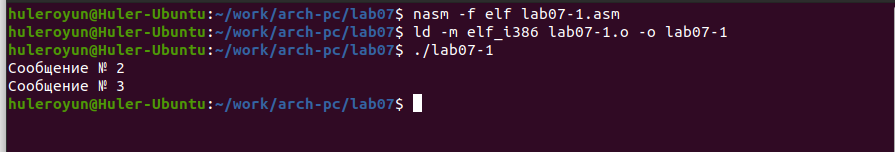 huleroyun@Huler-Ubuntu:~/work/arch-pc/lab07$ nasm -f elf lab07-1.asm
huleroyun@Huler-Ubuntu:~/work/arch-pc/lab07$ ld -m elf_i386 lab07-1.o -o lab07-1
huleroyun@Huler-Ubuntu:~/work/arch-pc/lab07$ ./lab07-1
Сообщение № 2
Сообщение № 3
huleroyun@Huler-Ubuntu:~/work/arch-pc/lab07$